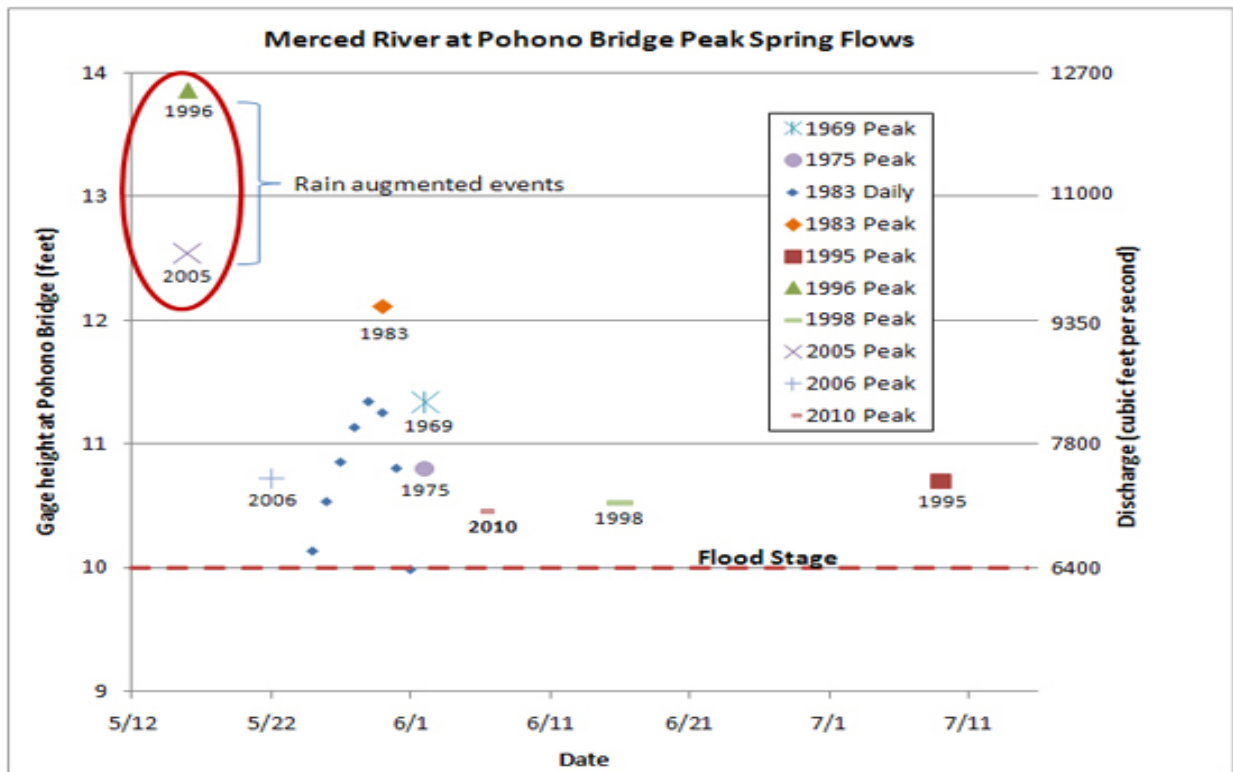 Merced River at Pohono Bridge Peak Spring Flows
Gage height at Pohono Bridge (feet)
14
13
12
11
10
9
1996
2005
Rain augmented events
1983
1969
1975
2006
2010
1998
1995
Flood Stage
1969 Peak
1975 Peak
1983 Daily
1983 Peak
1995 Peak
1996 Peak
1998 Peak
2005 Peak
2006 Peak
2010 Peak
12700
11000
9350
7800
6400
Discharge (cubic feet per second)
5/12
5/22
6/1
6/11
6/21
7/1
7/11
Date